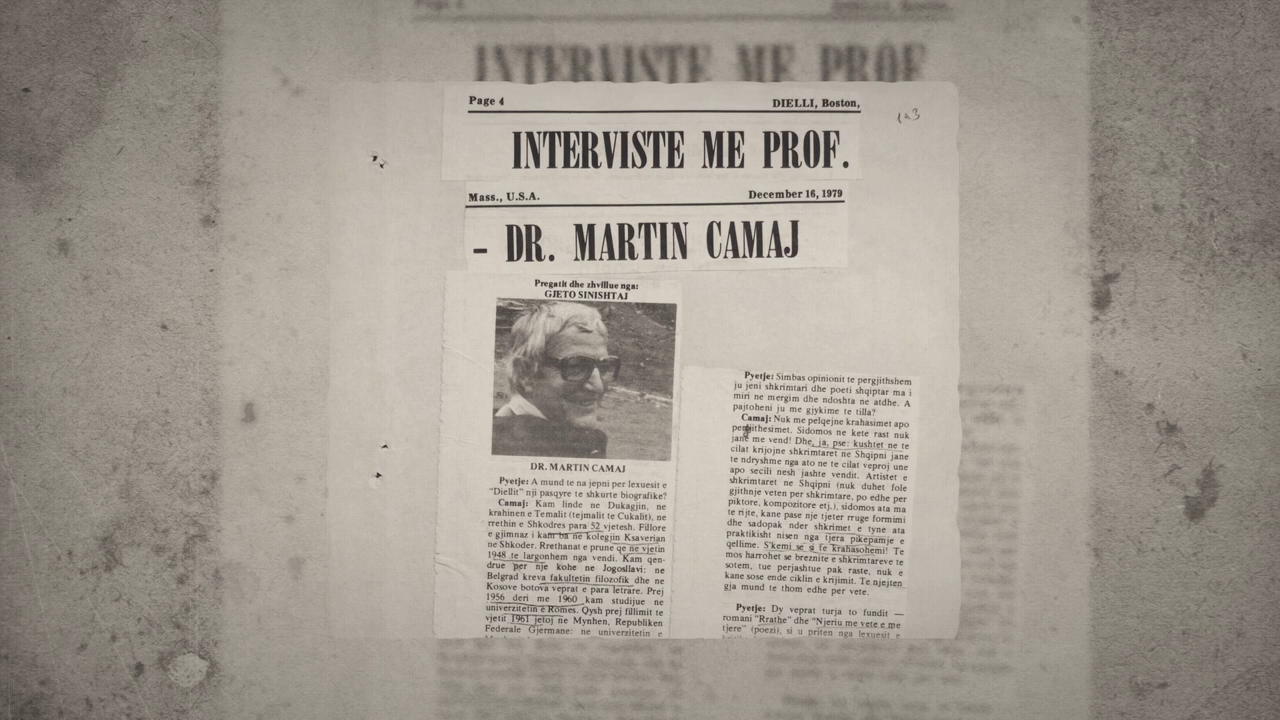 INTERVISTE ME PROF
Page 4
DIELLI, Boston,
1a3
INTERVISTE ME PROF.
Mass., U.S.A.
December 16, 1979
– DR. MARTIN CAMAJ
Pregatit dhe zhvillue nga:
GJETO SINISHTAJ
DR. MARTIN CAMAJ
Pyetje: A mund te na jepni per lexuesit e
"Diellit" nji pasqyre te shkurte biografike?
Camaj: Kam linde ne Dukagjin, ne
krahinen e Temalit (tejmalit te Cukalit), ne
rrethin e Shkodres para 52 vjetesh. Fillore
e gjimnaz i kam ba ne kolegjin Ksaverjan
ne Shkoder. Rrethanat e prune qe ne vjetin
1948 te largonhem nga vendi. Kam qen-
drue per nje kohe ne Jogosllavi: ne
Belgrad kreva fakultetin filozofik dhe ne
Kosove botova veprat e para letrare. Prej
1956 deri me 1960 kam studijue ne
univerzitetin e Romes. Qysh prej fillimit te
vjetit 1961 jetoj ne Mynhen, Republiken
Federale Gjermane: ne univerzitetin e
Pyetje: Simbas opinionit te pergjithshem
ju jeni shkrimtari dhe poeti shqiptar ma i
miri ne mergim dhe ndoshta ne atdhe. A
pajtoheni ju me gjykime te tilla?
Camaj: Nuk me pelqejne krahasimet apo
pergjithesimet. Sidomos ne kete rast nuk
jane me vend! Dhe, ja, pse: kushtet ne te
cilat krijojne shkrimtaret ne Shqipni jane
te ndryshme nga ato ne te cilat veproj une
apo secili nesh jashte vendit. Artistet e
shkrimtaret ne Shqipni (nuk duhet fole
gjithnje veten per shkrimtare, po edhe per
piktore, kompozitore etj.), sidomos ata ma
te rijte, kane pase nje tjeter rruge formimi
dhe sadopak nder shkrimet e tyne ata
praktikisht nisen nga tjera pikepamje e
qellime. S'kemi se si fe krahasohemi! Te
mos harrohet se breznite e shkrimtareve te
sotem, tue perjashtue pak raste, nuk e
kane sose ende ciklin e krijimit. Te njejten
gja mund te thom edhe per vete.
Pyetje: Dy veprat turja to fundit —
romani "Rrathe" dhe "Njeriu me vete e me
tjere" (poezi), si u priten nga lexuesit e